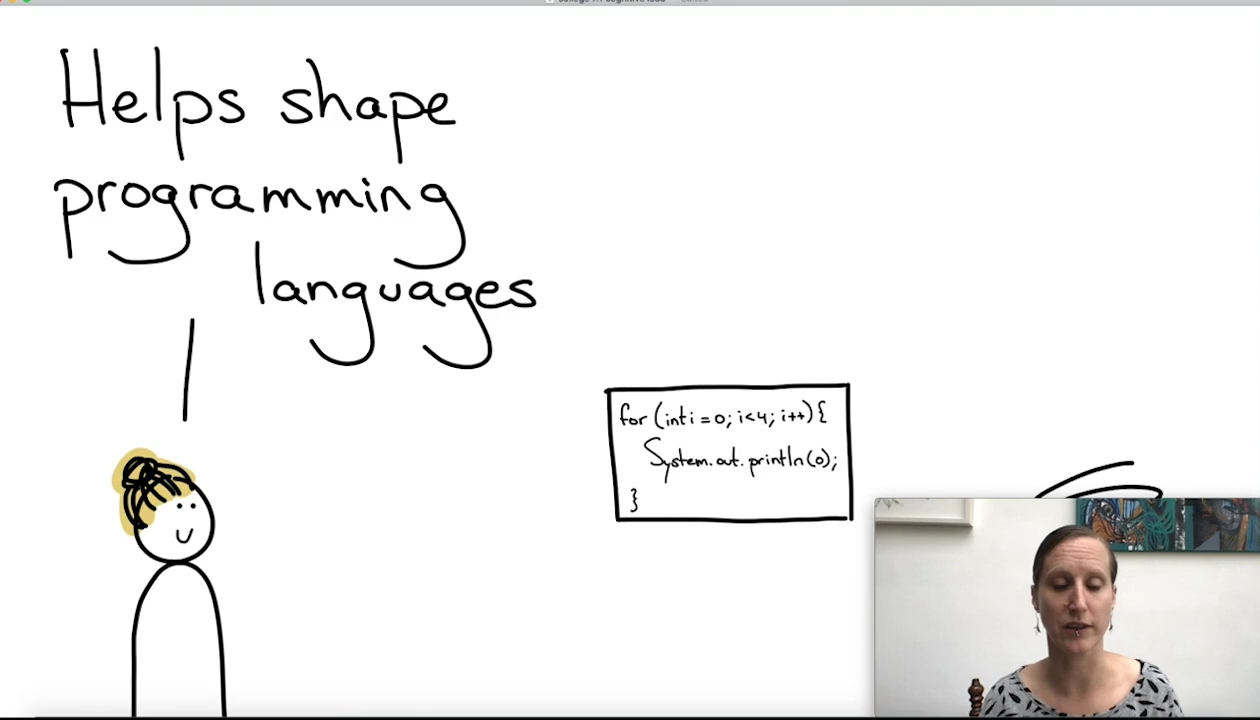 Helps shape
programming
languages
for (int i = 0; i<4; i++) {
System.out.println(0);
}